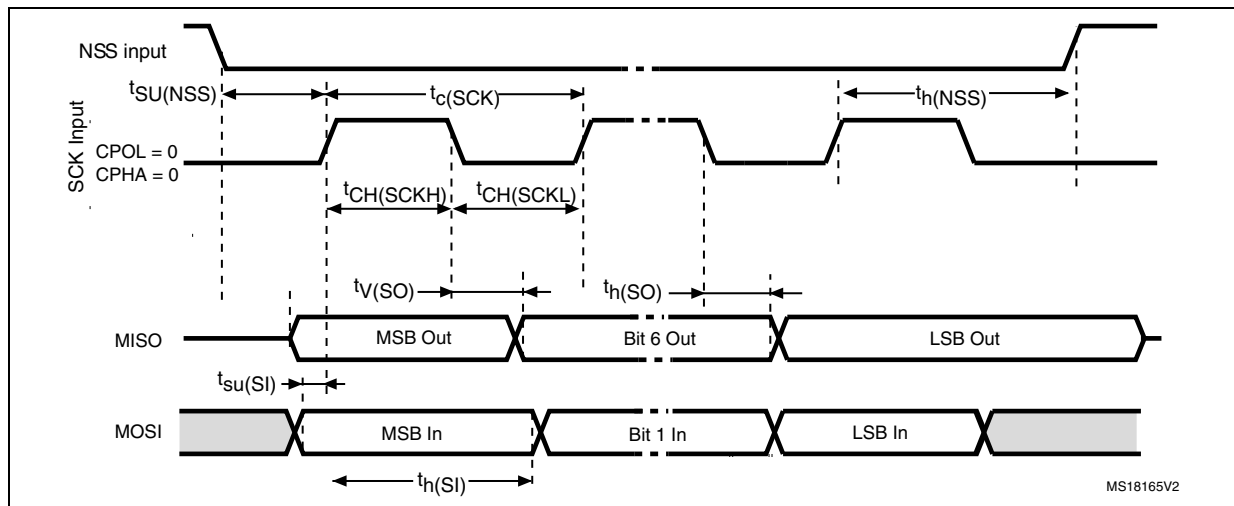 NSS input
tSU(NSS)
tc(SCK)
th(NSS)
SCK Input
CPOL = 0
CPHA = 0
tCH(SCKH)
tCH(SCKL)
tV(SO)
th(SO)
MISO
MSB Out
Bit 6 Out
LSB Out
tsu(SI)
MOSI
MSB In
Bit 1 In
LSB In
th(SI)
MS18165V2